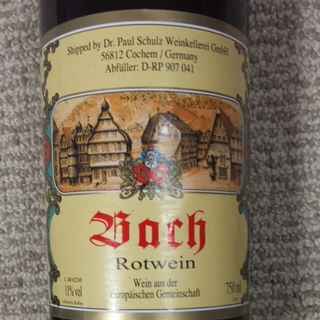 Shipped by Dr. Paul Schulz Weinkellerei GmbH
56812 Cochem / Germany
Abfüller: D-RP 907 041
Bach
Rotwein
11% vol
Wein aus der
Europäischen Gemeinschaft
750 ml